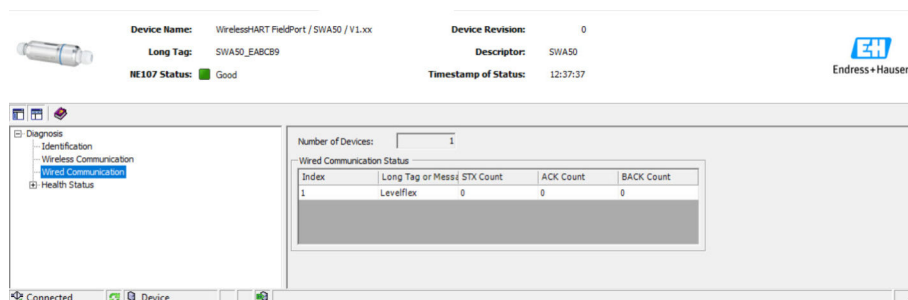 Device Name: WirelessHART FieldPort / SWA50 / V1.xx Device Revision: 0
Long Tag: SWA50_EABCB9 Descriptor: SWA50
NE107 Status: Good Timestamp of Status: 12:37:37
Endress+Hauser
Diagnosis
Identification
Wireless Communication
Wired Communication
Health Status
Number of Devices: 1
Wired Communication Status
Index Long Tag or Messa STX Count ACK Count BACK Count
1 Levelflex 0 0 0
Connected Device